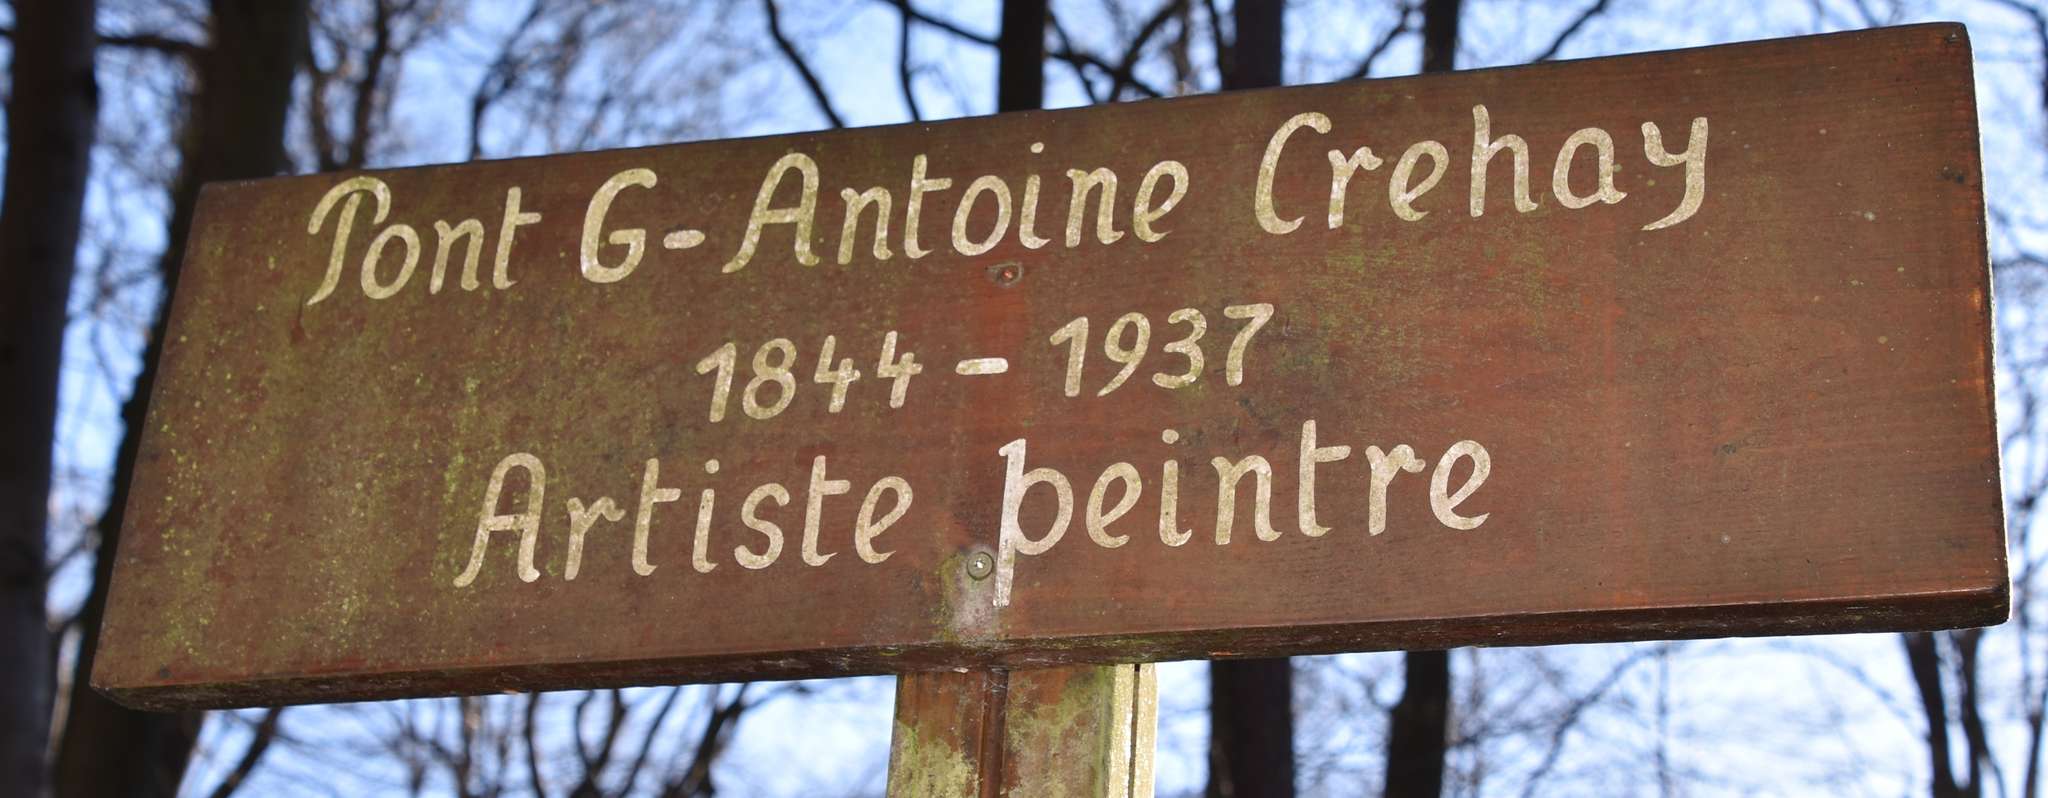 Pont G-Antoine Crehay
1844 - 1937
Artiste peintre